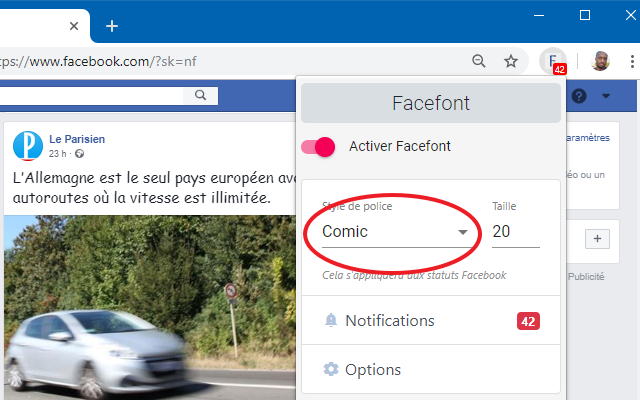 ps://www.facebook.com/?sk=nf
F
42
Facefont
Activer Facefont
Le Parisien
23 h
L'Allemagne est le seul pays européen ave
autoroutes où la vitesse est illimitée.
Style de police
Taille
Comic
20
Cela s'appliquera aux statuts Facebook
Notifications
42
Options
aramètres
éo ou un
Publicité